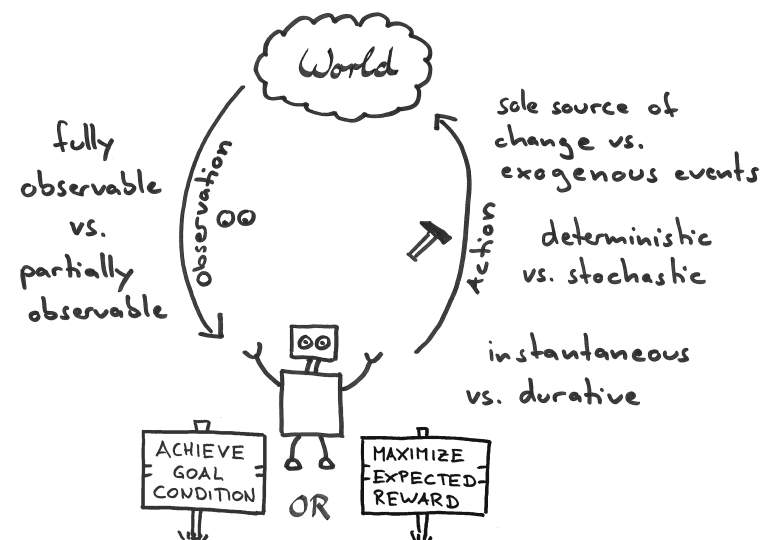 World
fully
observable
vs.
partially
observable
Observation
Action
sole source of
change vs.
exogenous events
deterministic
vs. stochastic
instantaneous
vs. durative
ACHIEVE
GOAL
CONDITION
OR
MAXIMIZE
EXPECTED
REWARD